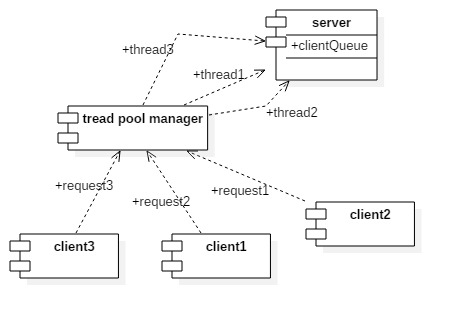 server
+clientQueue
+thread3
+thread1
+thread2
tread pool manager
+request3
+request2
+request1
client2
client3
client1